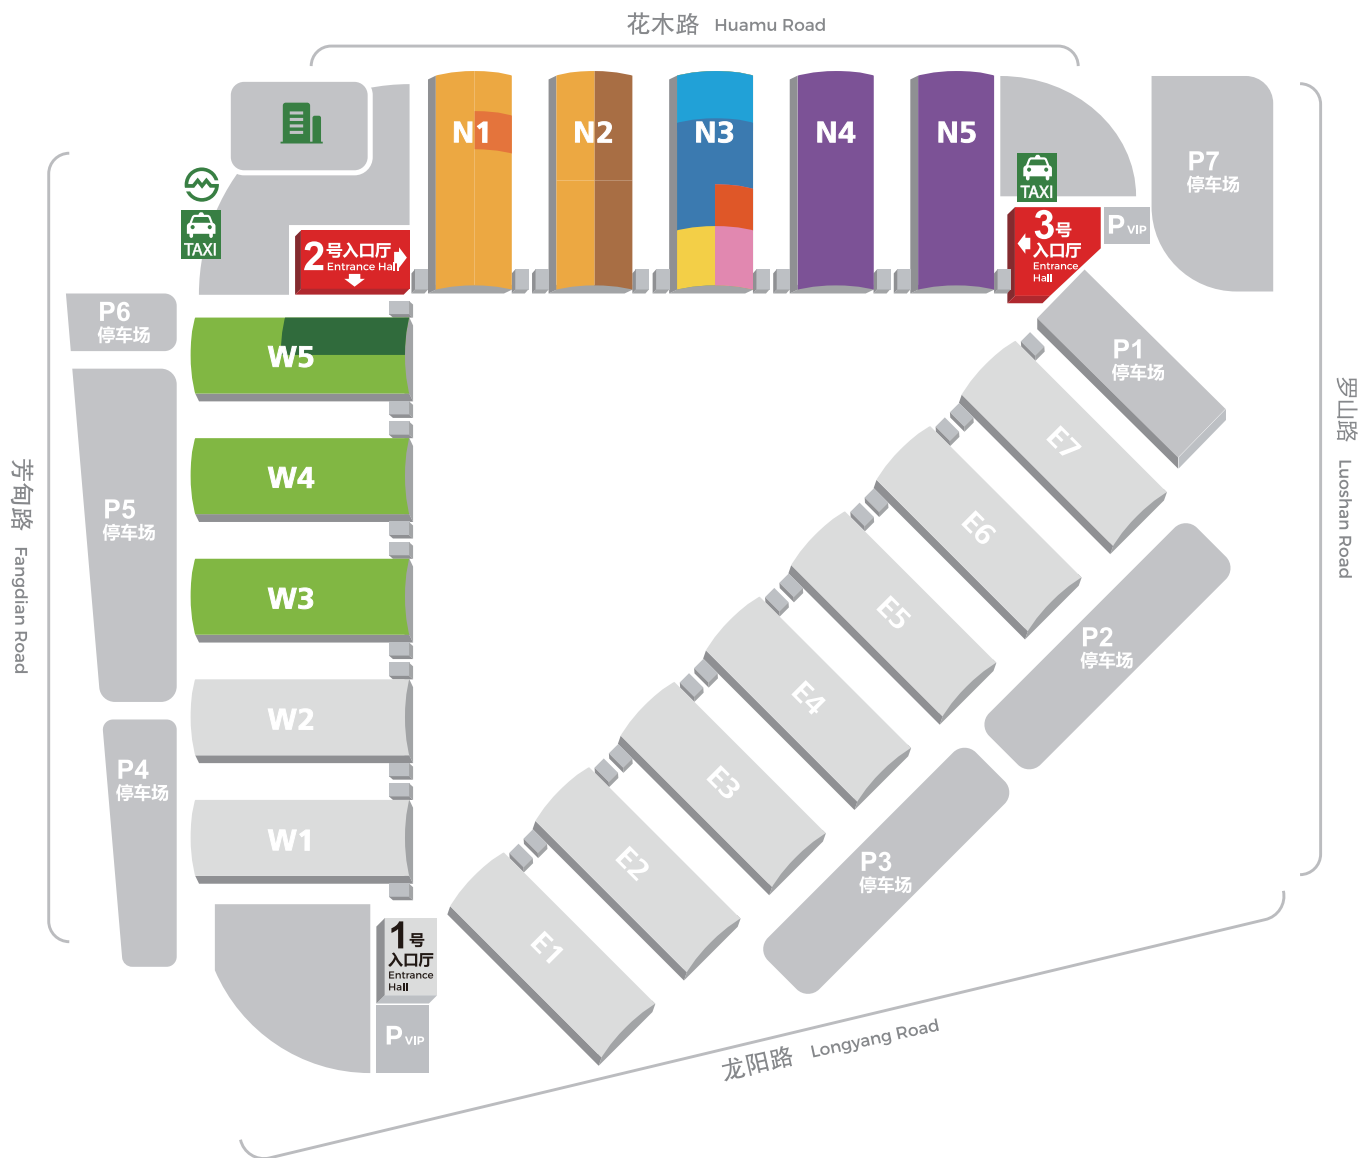 花木路 Huamu Road
N1
N2
N3
N4
N5
P7
停车场
TAXI
TAXI
2号入口厅
Entrance Hall
3号
入口厅
Entrance
Hall
P VIP
P6
停车场
W5
P1
停车场
W4
E7
P5
停车场
E6
W3
E5
P2
停车场
W2
E4
P4
停车场
E3
W1
E2
P3
停车场
E1
1号
入口厅
Entrance
Hall
P VIP
芳甸路 Fangdian Road
罗山路 Luoshan Road
龙阳路 Longyang Road